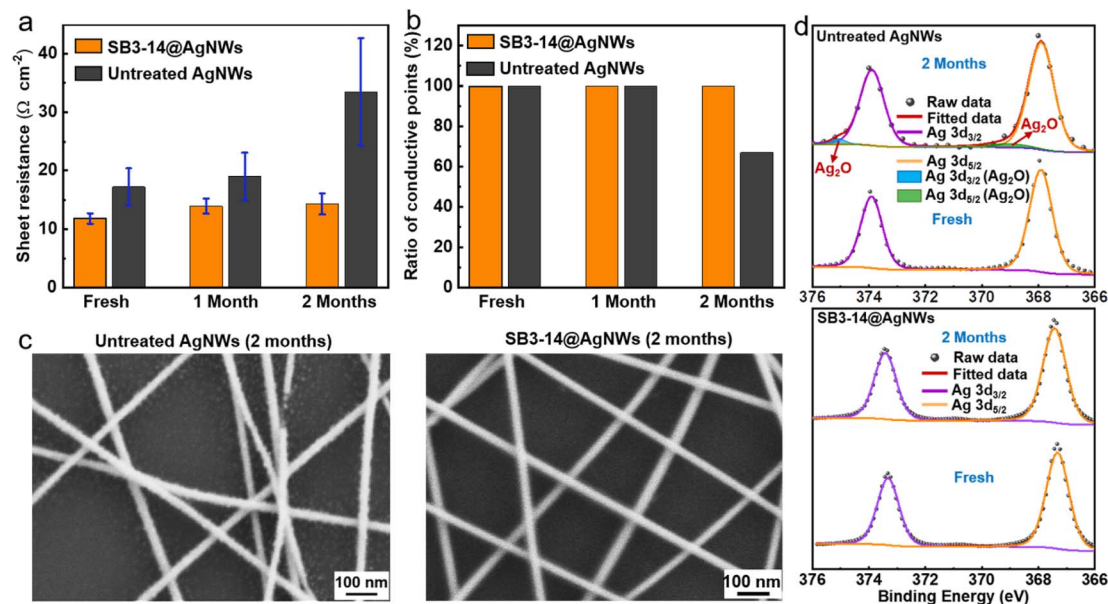 a
Sheet resistance (Ω cm⁻²)
40
30
20
10
0
SB3-14@AgNWs
Untreated AgNWs
Fresh
1 Month
2 Months
b
Ratio of conductive points (%)
120
100
80
60
40
20
0
SB3-14@AgNWs
Untreated AgNWs
Fresh
1 Month
2 Months
c
Untreated AgNWs (2 months)
100 nm
SB3-14@AgNWs (2 months)
100 nm
d
Untreated AgNWs
2 Months
Raw data
Fitted data
Ag 3d₃/₂
Ag₂O
Ag₂O
Ag 3d₅/₂
Ag 3d₃/₂ (Ag₂O)
Ag 3d₅/₂ (Ag₂O)
Fresh
376 374 372 370 368 366
SB3-14@AgNWs
2 Months
Raw data
Fitted data
Ag 3d₃/₂
Ag 3d₅/₂
Fresh
376 374 372 370 368 366
Binding Energy (eV)